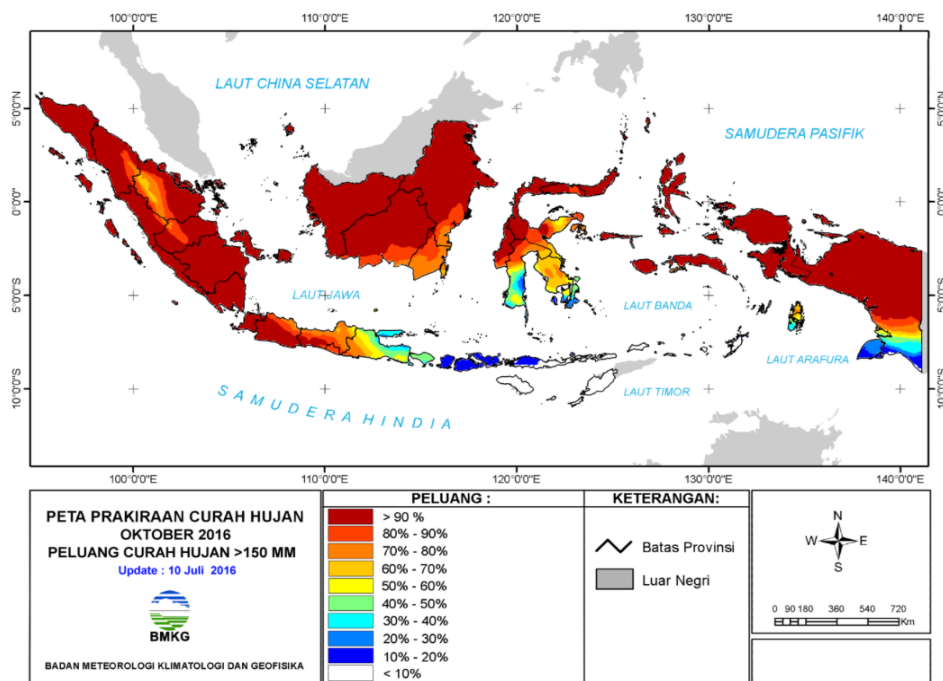 100°0'0"E 110°0'0"E 120°0'0"E 130°0'0"E 140°0'0"E
5°0'0"N 5°0'0"N
0°0'0" 0°0'0"
5°0'0"S 5°0'0"S
10°0'0"S 10°0'0"S
LAUT CHINA SELATAN
SAMUDERA PASIFIK
LAUT JAWA
LAUT BANDA
LAUT ARAFURA
LAUT TIMOR
SAMUDERA HINDIA
100°0'0"E 110°0'0"E 120°0'0"E 130°0'0"E 140°0'0"E
PETA PRAKIRAAN CURAH HUJAN
OKTOBER 2016
PELUANG CURAH HUJAN >150 MM
Update : 10 Juli 2016
BMKG
BADAN METEOROLOGI KLIMATOLOGI DAN GEOFISIKA
PELUANG :
> 90 %
80% - 90%
70% - 80%
60% - 70%
50% - 60%
40% - 50%
30% - 40%
20% - 30%
10% - 20%
< 10%
KETERANGAN:
Batas Provinsi
Luar Negri
N
W E
S
0 90 180 360 540 720
Km